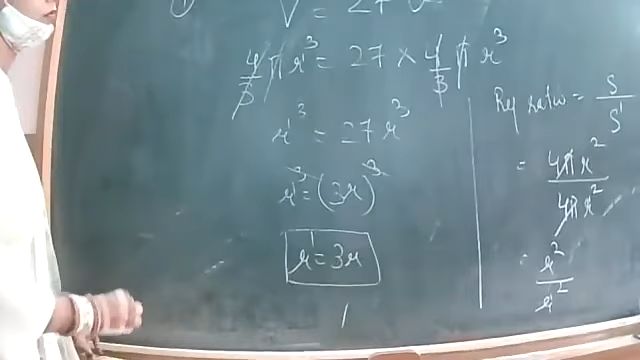 ①
V = 27 v
4/3 π r'³ = 27 × 4/3 π r³
r'³ = 27 r³
r'³ = (3r)³
r' = 3r
Req ratio = S/S'
= 4πr²/4πr'²
= r²/r'²